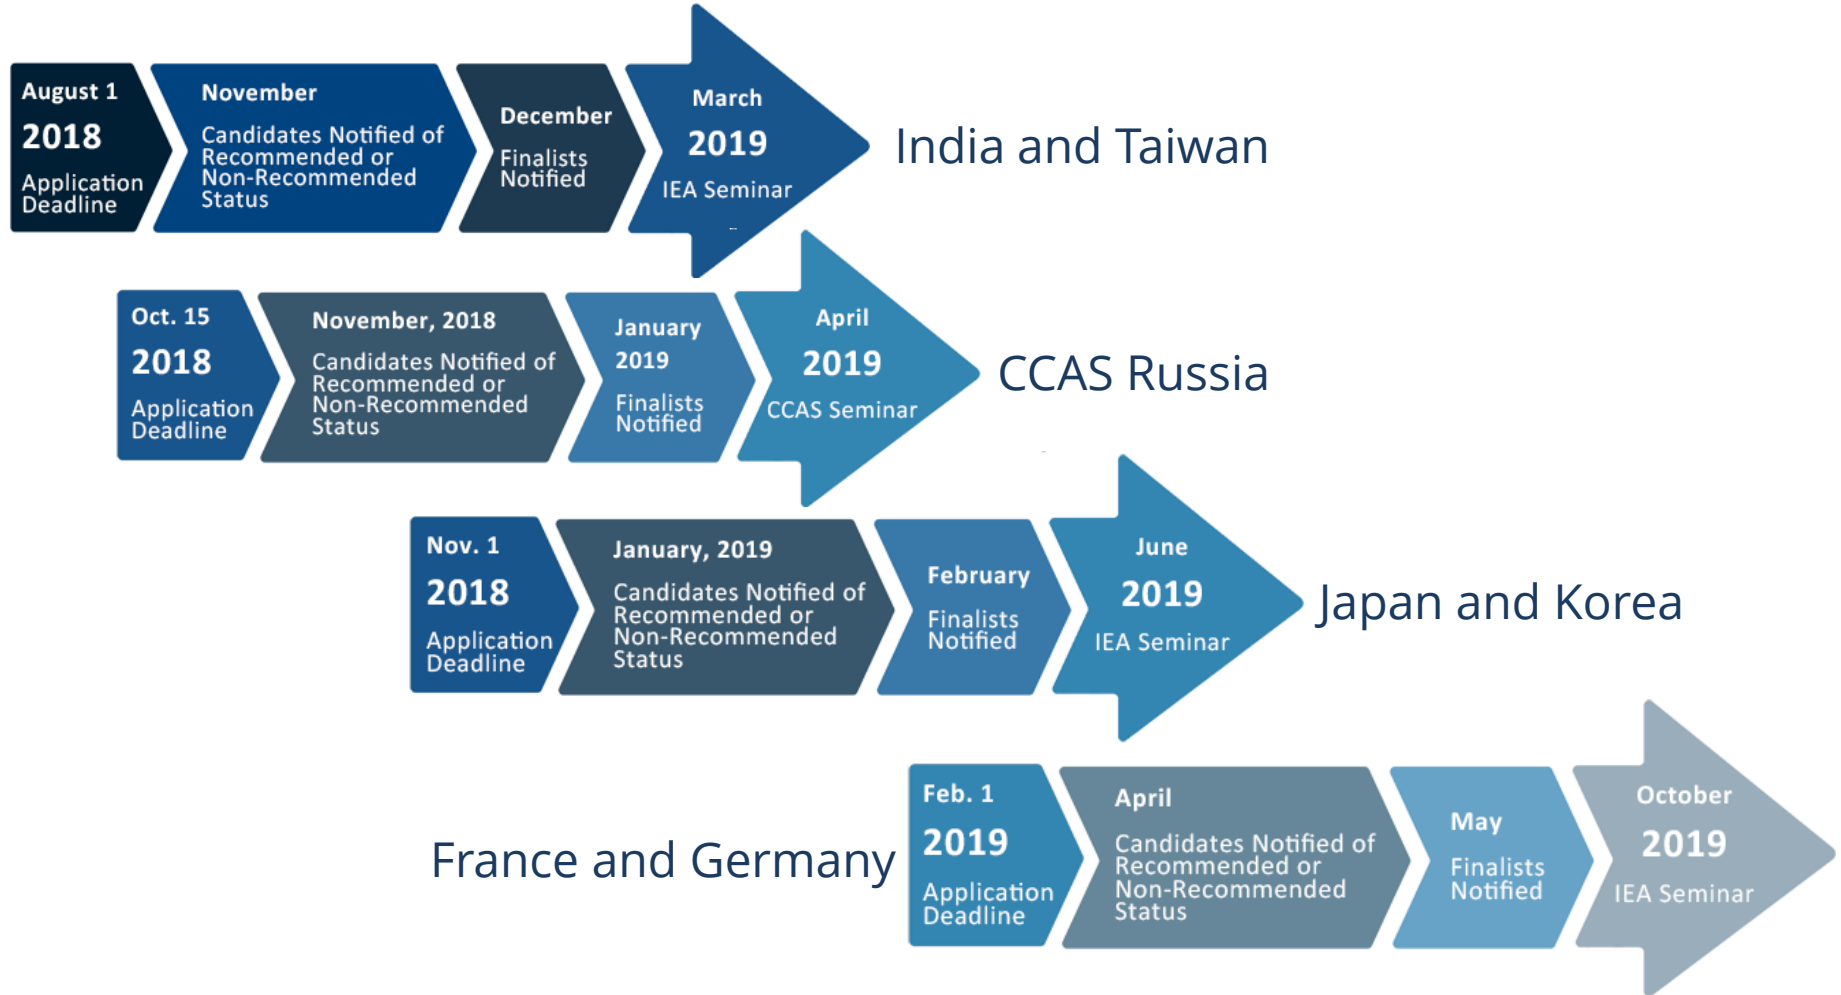 August 1
2018
Application
Deadline
November
Candidates Notified of
Recommended or
Non-Recommended
Status
December
Finalists
Notified
March
2019
IEA Seminar
India and Taiwan
Oct. 15
2018
Application
Deadline
November, 2018
Candidates Notified of
Recommended or
Non-Recommended
Status
January
2019
Finalists
Notified
April
2019
CCAS Seminar
CCAS Russia
Nov. 1
2018
Application
Deadline
January, 2019
Candidates Notified of
Recommended or
Non-Recommended
Status
February
Finalists
Notified
June
2019
IEA Seminar
Japan and Korea
France and Germany
Feb. 1
2019
Application
Deadline
April
Candidates Notified of
Recommended or
Non-Recommended
Status
May
Finalists
Notified
October
2019
IEA Seminar